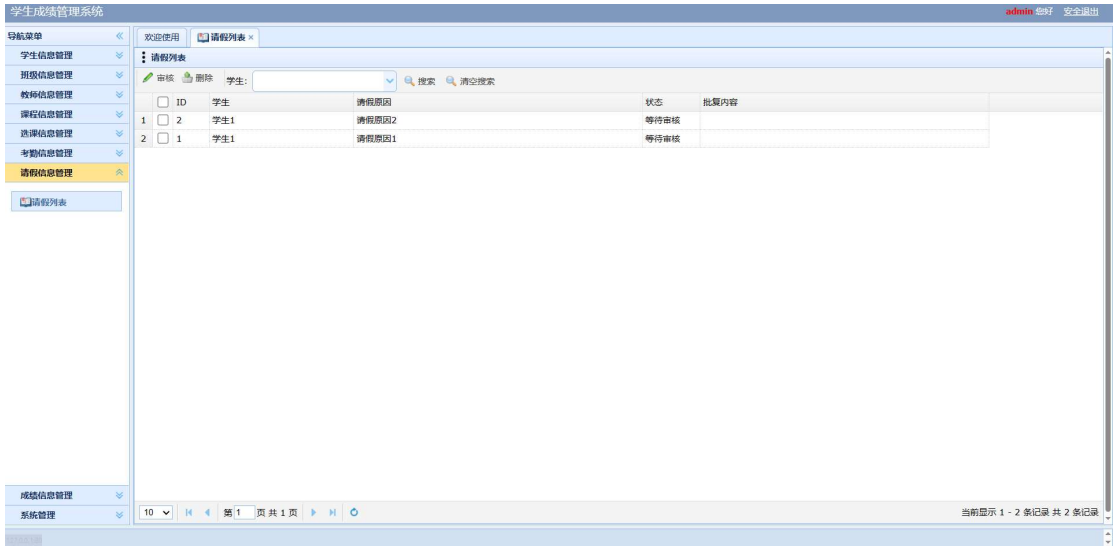 学生成绩管理系统
admin 您好 安全退出
导航菜单
学生信息管理
班级信息管理
教师信息管理
课程信息管理
选课信息管理
考勤信息管理
请假信息管理
请假列表
成绩信息管理
系统管理
欢迎使用 请假列表
请假列表
审核 删除 学生: 搜索 清空搜索
ID 学生 请假原因 状态 批复内容
1 2 学生1 请假原因2 等待审核
2 1 学生1 请假原因1 等待审核
10 第 1 页 共 1 页 当前显示 1 - 2 条记录 共 2 条记录